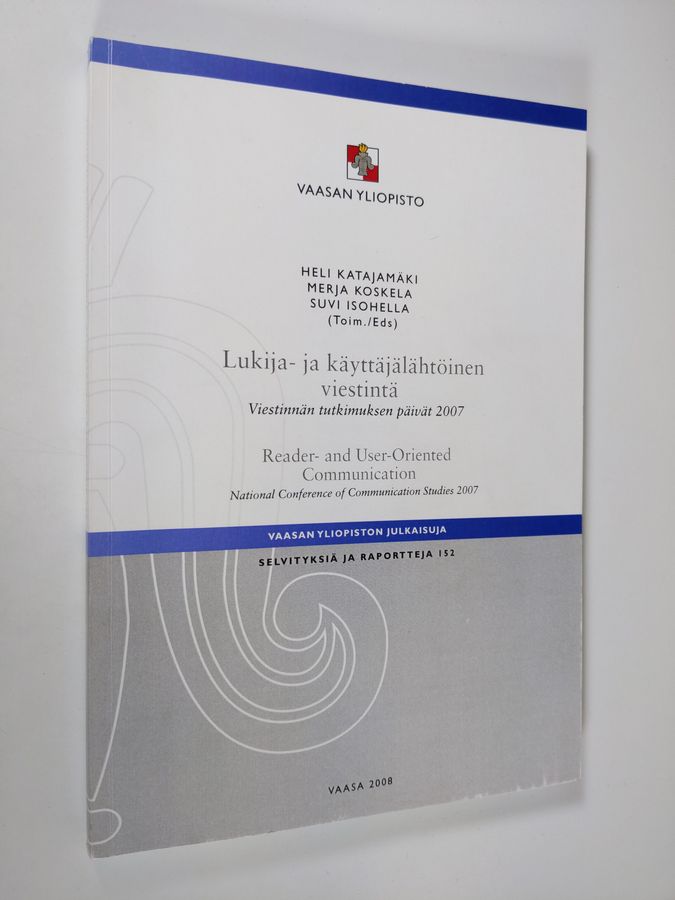 VAASAN YLIOPISTO
HELI KATAJAMÄKI
MERJA KOSKELA
SUVI ISOHELLA
(Toim./Eds)
Lukija- ja käyttäjälähtöinen
viestintä
Viestinnän tutkimuksen päivät 2007
Reader- and User-Oriented
Communication
National Conference of Communication Studies 2007
VAASAN YLIOPISTON JULKAISUJA
SELVITYKSIÄ JA RAPORTTEJA 152
VAASA 2008